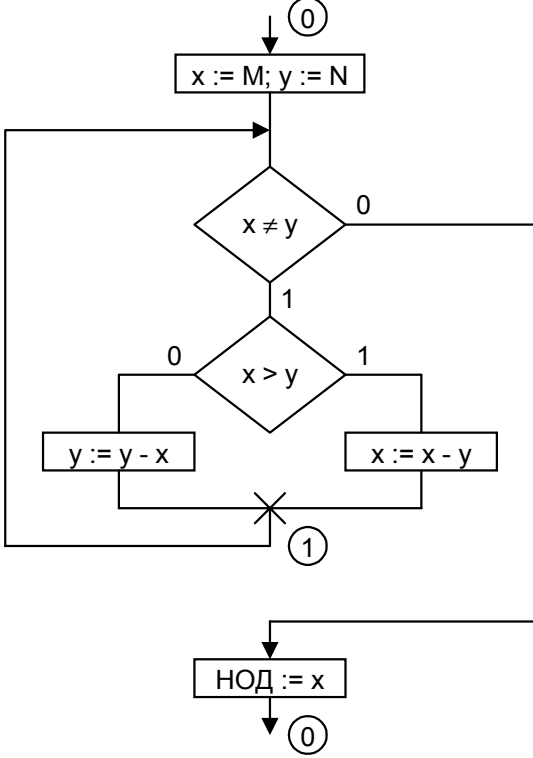 0
x := M; y := N
x ≠ y
0
1
x > y
0
1
y := y - x
x := x - y
1
НОД := x
0